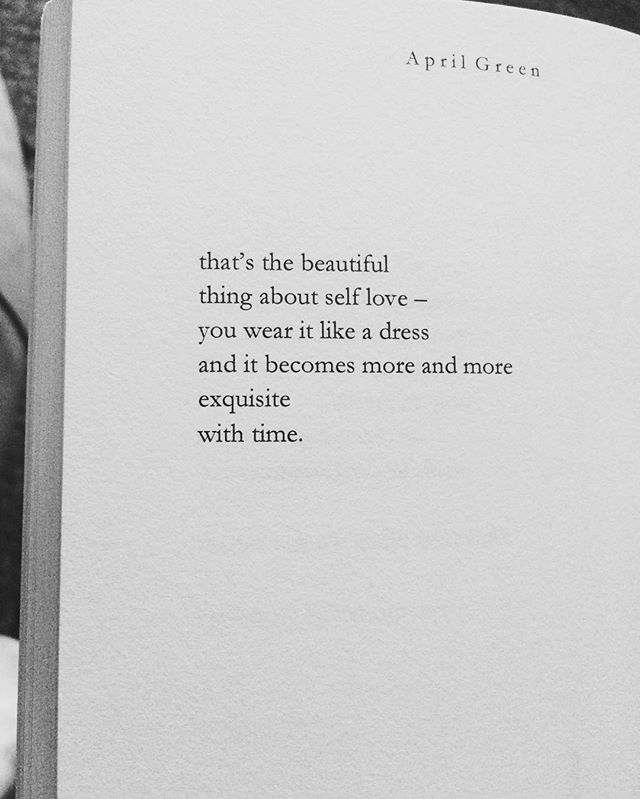 April Green
that’s the beautiful
thing about self love –
you wear it like a dress
and it becomes more and more
exquisite
with time.